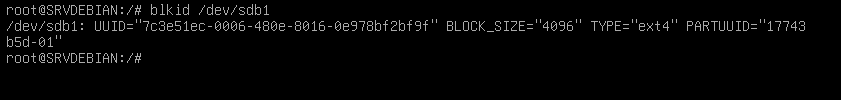 root@SRVDEBIAN:/# blkid /dev/sdb1
/dev/sdb1: UUID="7c3e51ec-0006-480e-8016-0e978bf2bf9f" BLOCK_SIZE="4096" TYPE="ext4" PARTUUID="17743
b5d-01"
root@SRVDEBIAN:/#